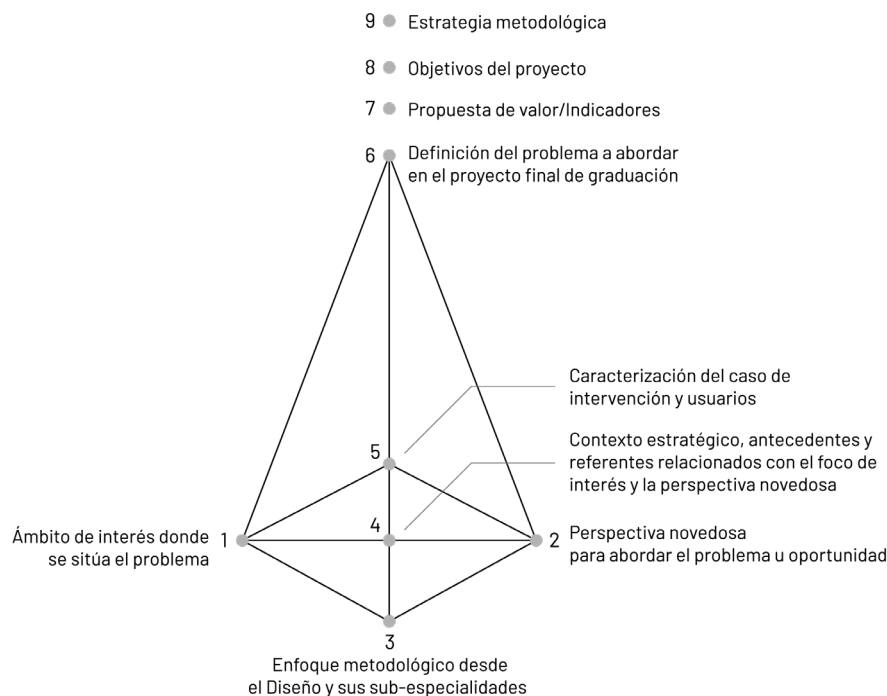 9 Estrategia metodológica
8 Objetivos del proyecto
7 Propuesta de valor/Indicadores
6 Definición del problema a abordar
en el proyecto final de graduación
Caracterización del caso de
intervención y usuarios
5
Contexto estratégico, antecedentes y
referentes relacionados con el foco de
interés y la perspectiva novedosa
4
Ámbito de interés donde
se sitúa el problema
1
2 Perspectiva novedosa
para abordar el problema u oportunidad
3
Enfoque metodológico desde
el Diseño y sus sub-especialidades